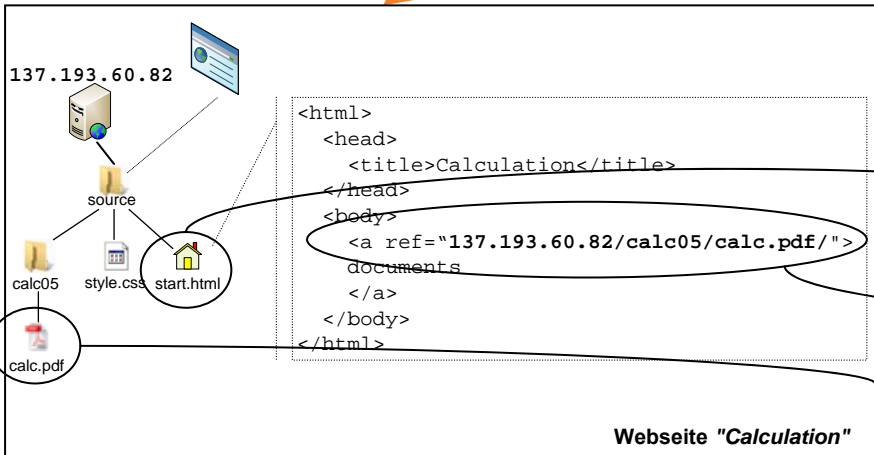 137.193.60.82
source
calc05
style.css
start.html
calc.pdf
<html>
<head>
<title>Calculation</title>
</head>
<body>
<a ref=“137.193.60.82/calc05/calc.pdf/">
documents
</a>
</body>
</html>
Webseite "Calculation"